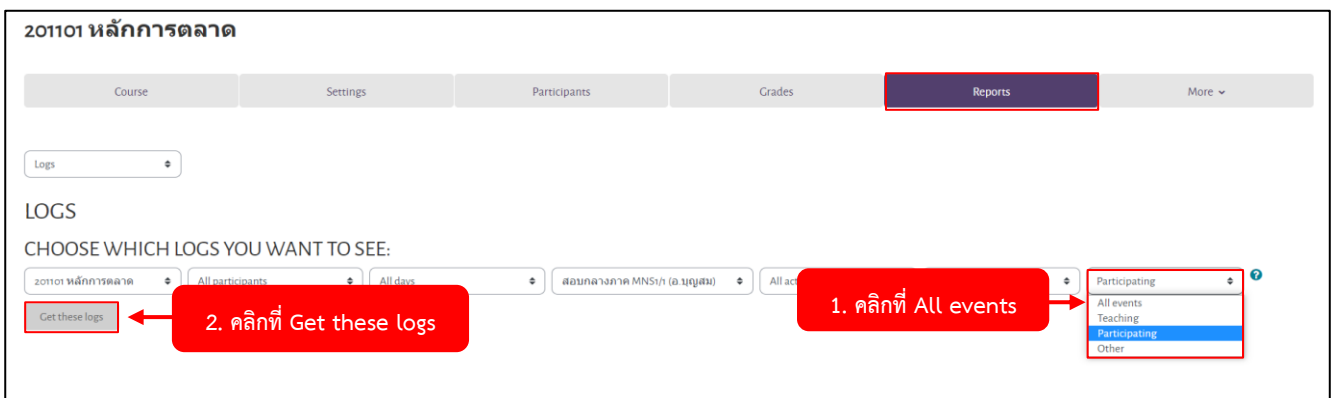 201101 หลักการตลาด
Course Settings Participants Grades Reports More
Logs
LOGS
CHOOSE WHICH LOGS YOU WANT TO SEE:
201101 หลักการตลาด All participants All days สอบกลางภาค MNS1/1 (อ.บุญสม) All Participating
1. คลิกที่ All events
All events
Teaching
Participating
Other
Get these logs
2. คลิกที่ Get these logs